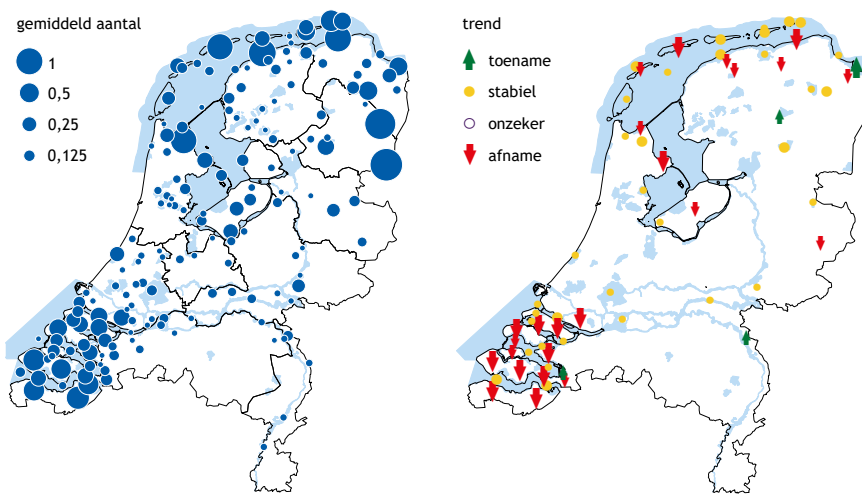 gemiddeld aantal
1
0,5
0,25
0,125
trend
toename
stabiel
onzeker
afname